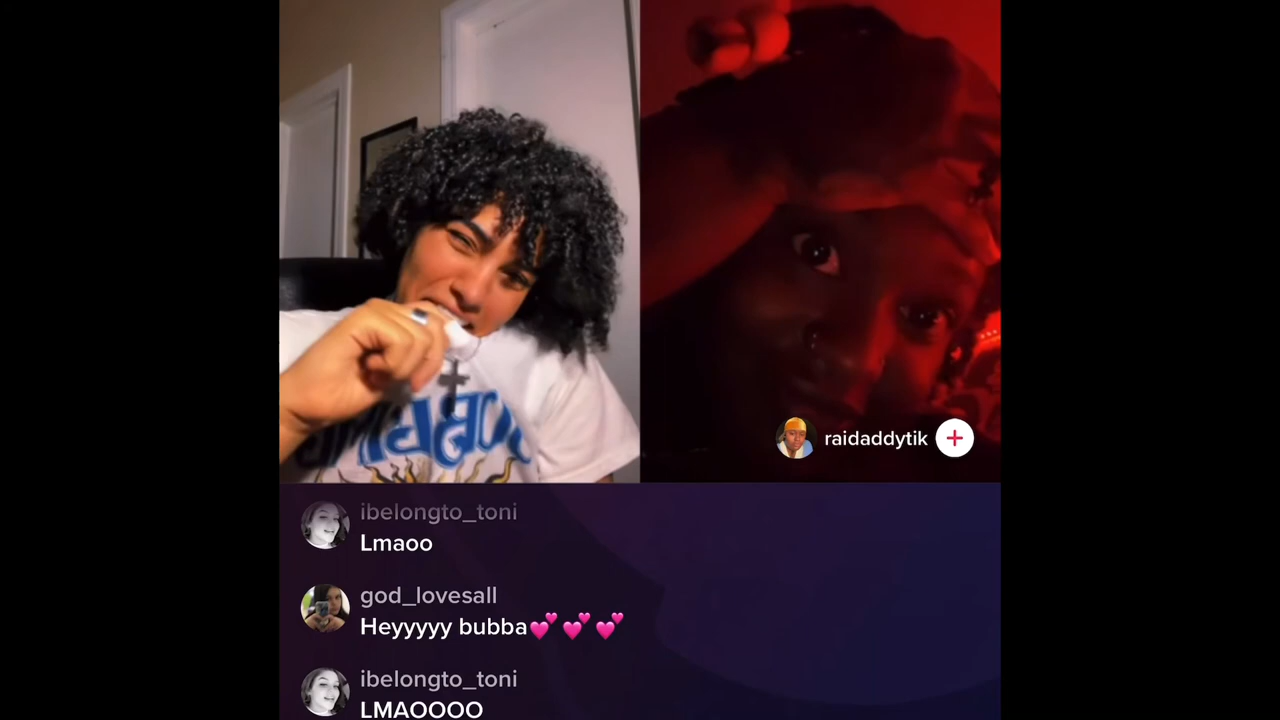 raidaddytik
ibelongto_toni
Lmaoo
god_lovesall
Heyyyyy bubba💕 💕 💕
ibelongto_toni
LMAOOOO